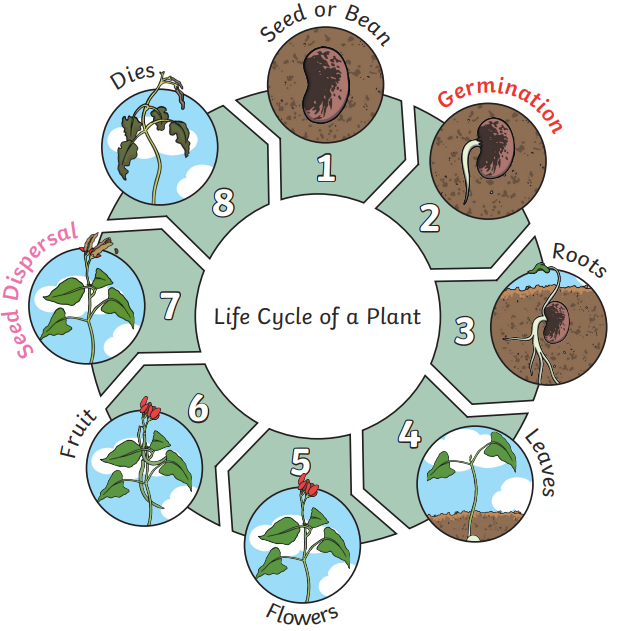 Seed or Bean
1
Germination
2
Roots
3
Leaves
4
Flowers
5
Fruit
6
Seed Dispersal
7
Dies
8
Life Cycle of a Plant